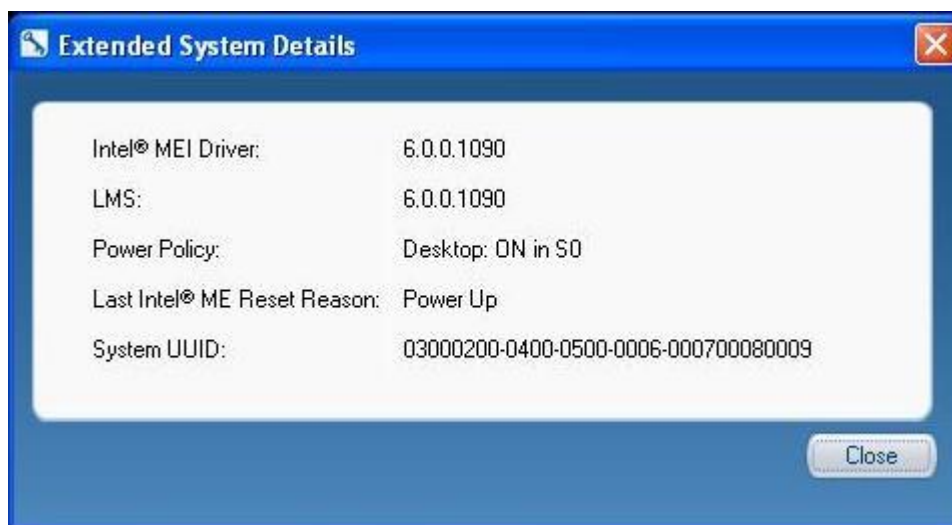 Extended System Details
Intel® MEI Driver: 6.0.0.1090
LMS: 6.0.0.1090
Power Policy: Desktop: ON in S0
Last Intel® ME Reset Reason: Power Up
System UUID: 03000200-0400-0500-0006-000700080009
Close